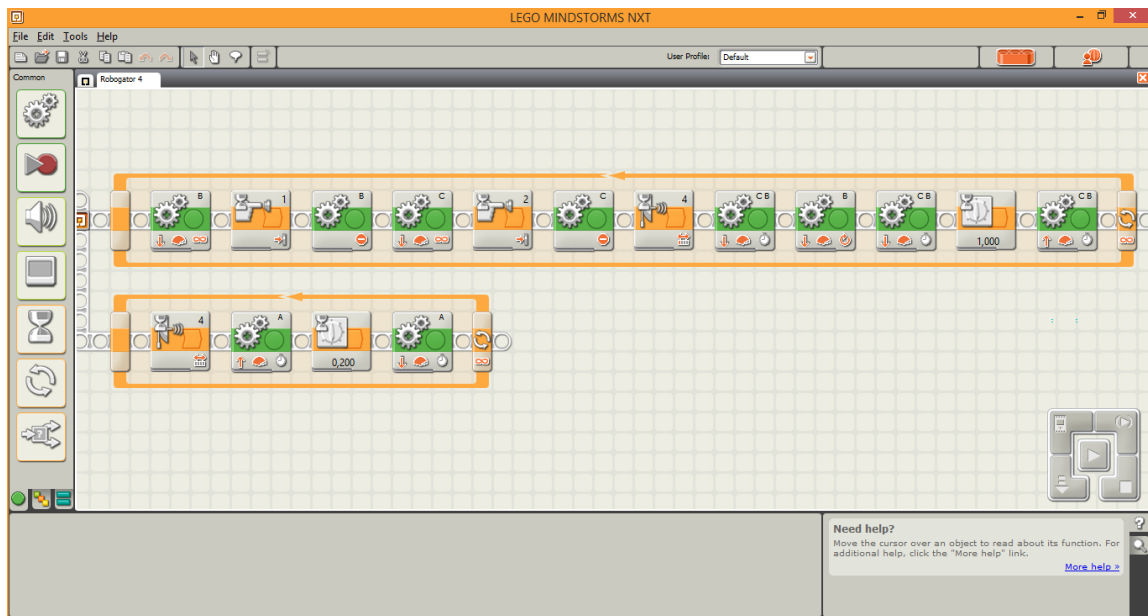 LEGO MINDSTORMS NXT
File Edit Tools Help
User Profile: Default
Common
Robogator 4
B 1 B C 2 C 4 C B B C B C B
1,000
4 A A
0,200
Need help?
Move the cursor over an object to read about its function. For
additional help, click the "More help" link.
More help »
?